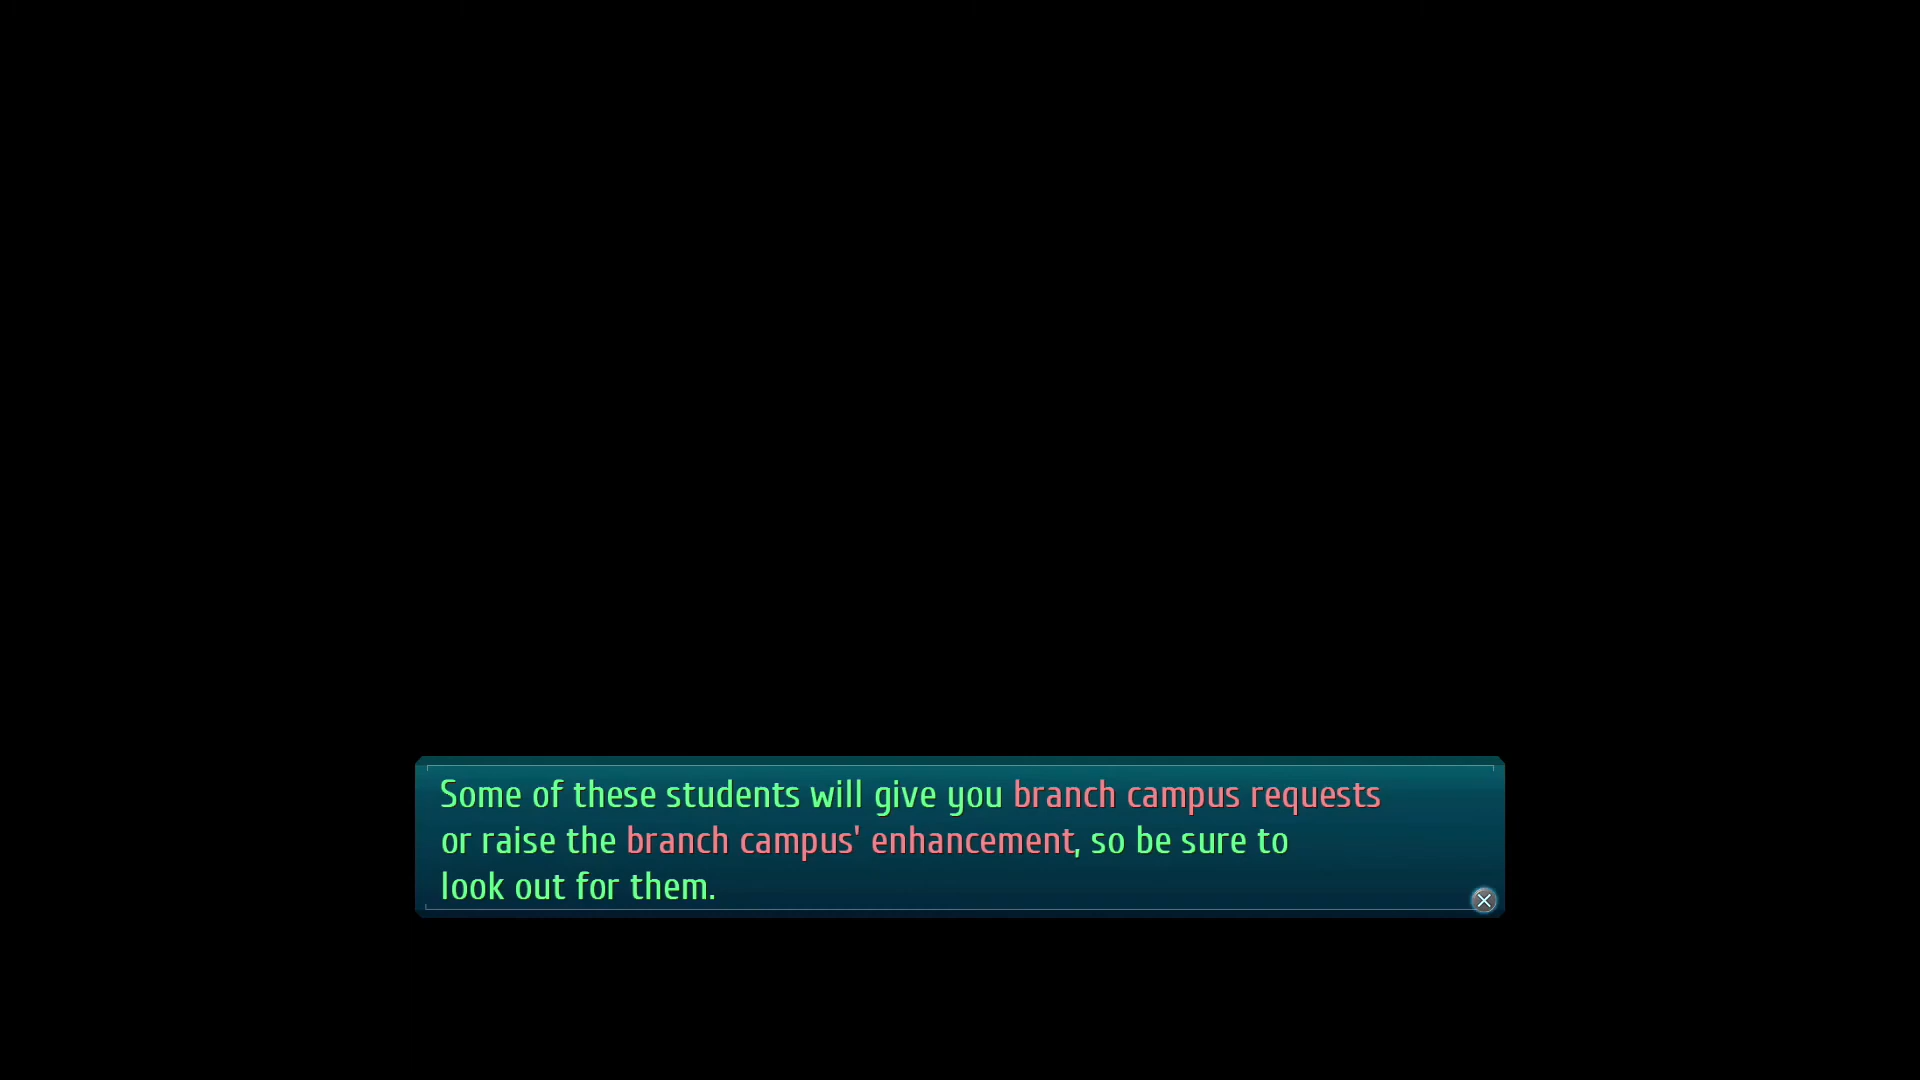 Some of these students will give you branch campus requests
or raise the branch campus' enhancement, so be sure to
look out for them.